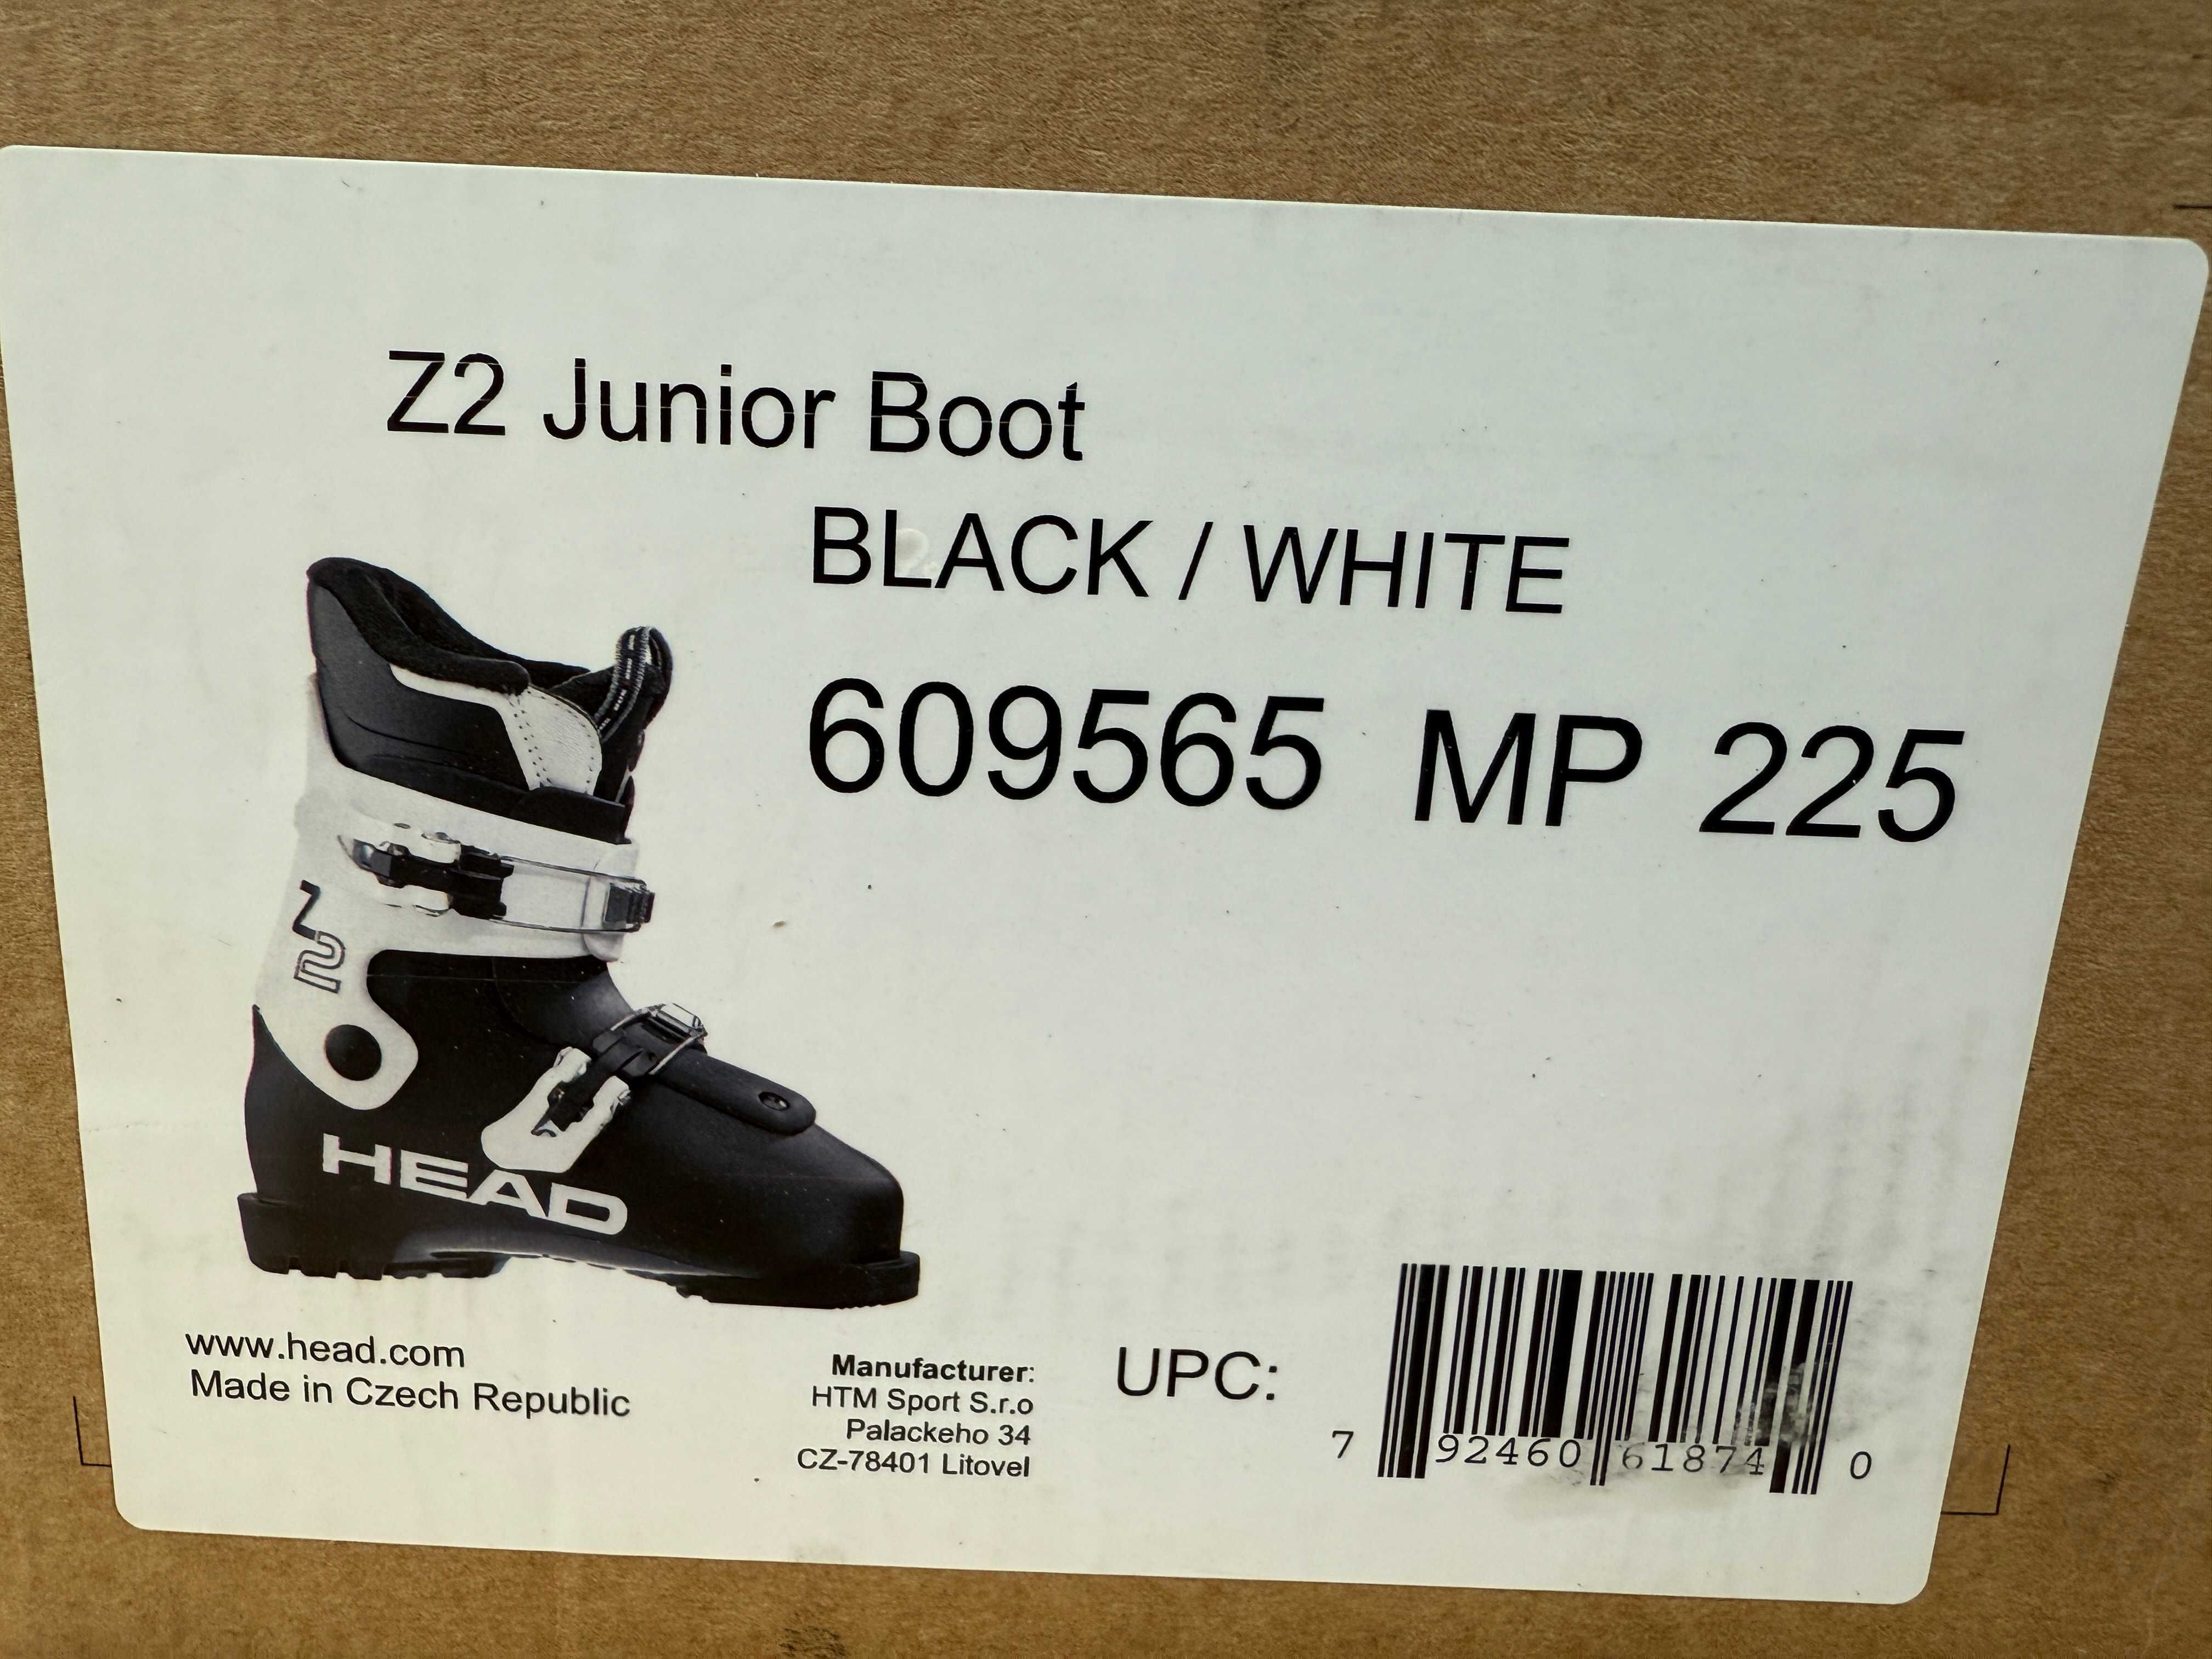 Z2 Junior Boot
BLACK / WHITE
609565 MP 225
Z2
HEAD
www.head.com
Made in Czech Republic
Manufacturer:
HTM Sport S.r.o
Palackeho 34
CZ-78401 Litovel
UPC:
7 92460 61874 0